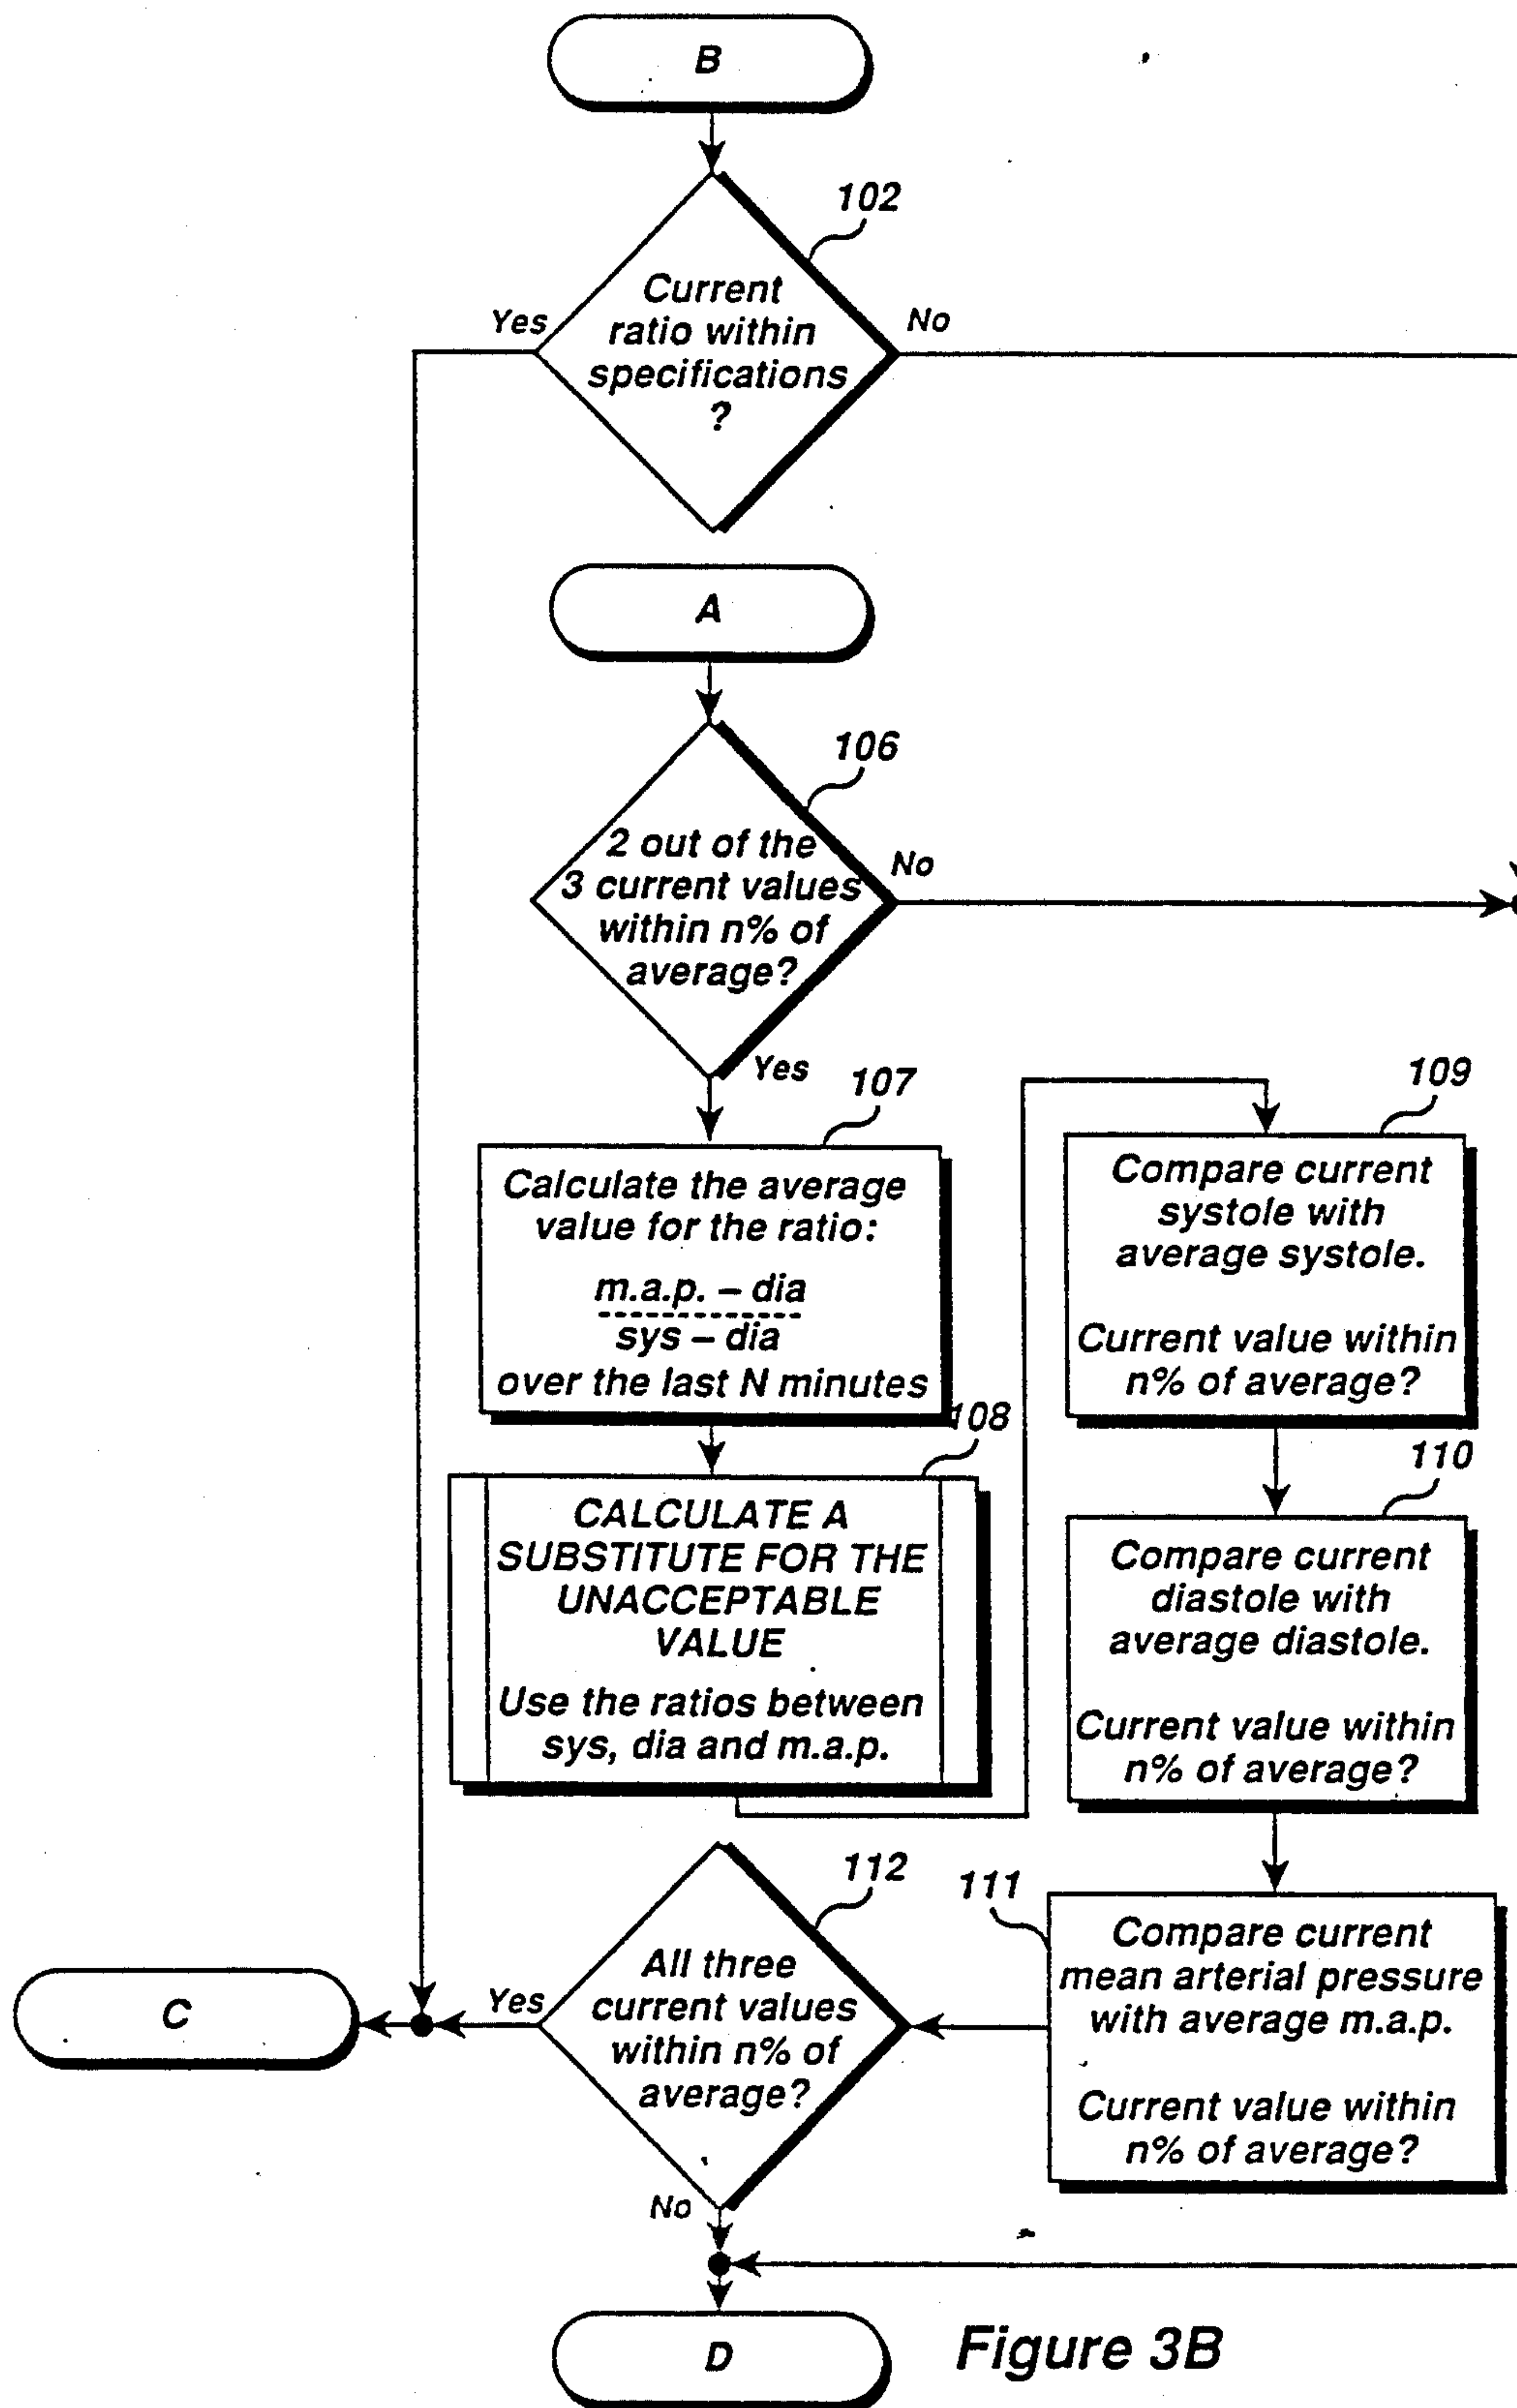 B
102
Current
ratio within
specifications
?
Yes
No
A
106
2 out of the
3 current values
within n% of
average?
No
Yes
107
Calculate the average
value for the ratio:
m.a.p. – dia
sys – dia
over the last N minutes
108
CALCULATE A
SUBSTITUTE FOR THE
UNACCEPTABLE
VALUE
Use the ratios between
sys, dia and m.a.p.
109
Compare current
systole with
average systole.
Current value within
n% of average?
110
Compare current
diastole with
average diastole.
Current value within
n% of average?
111
Compare current
mean arterial pressure
with average m.a.p.
Current value within
n% of average?
112
All three
current values
within n% of
average?
Yes
No
C
D
Figure 3B